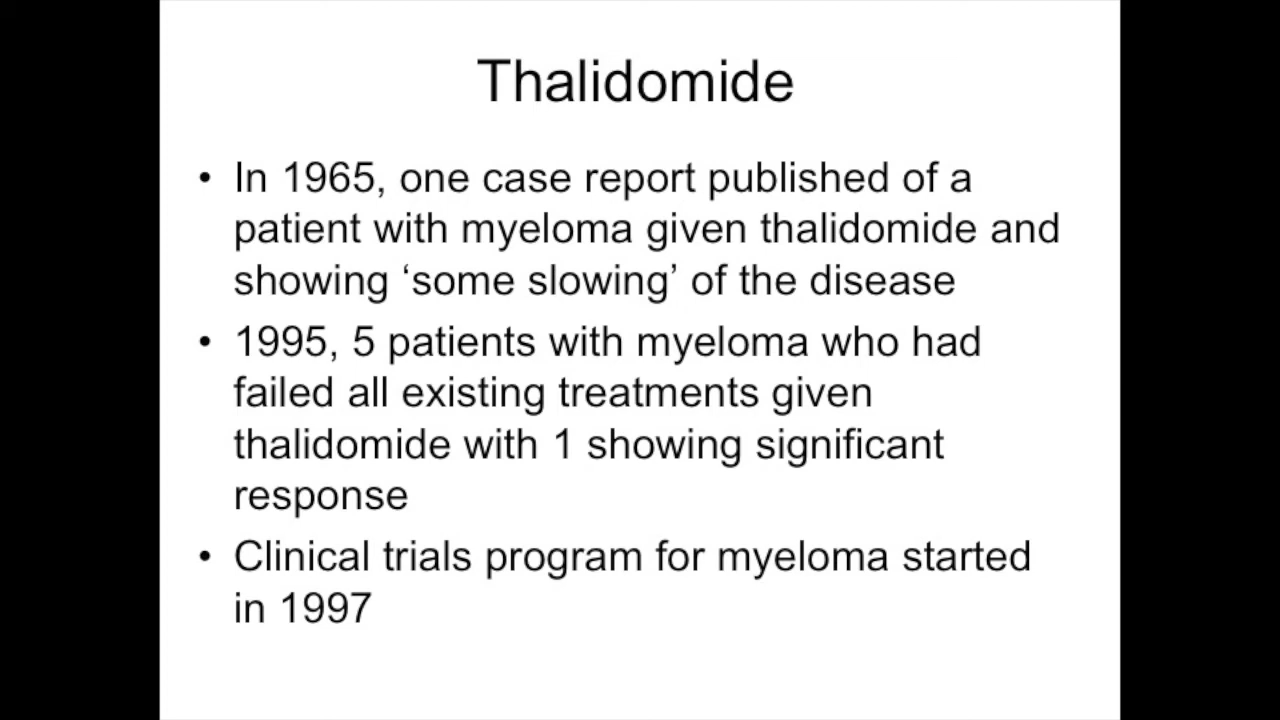 Thalidomide
• In 1965, one case report published of a
patient with myeloma given thalidomide and
showing ‘some slowing’ of the disease
• 1995, 5 patients with myeloma who had
failed all existing treatments given
thalidomide with 1 showing significant
response
• Clinical trials program for myeloma started
in 1997